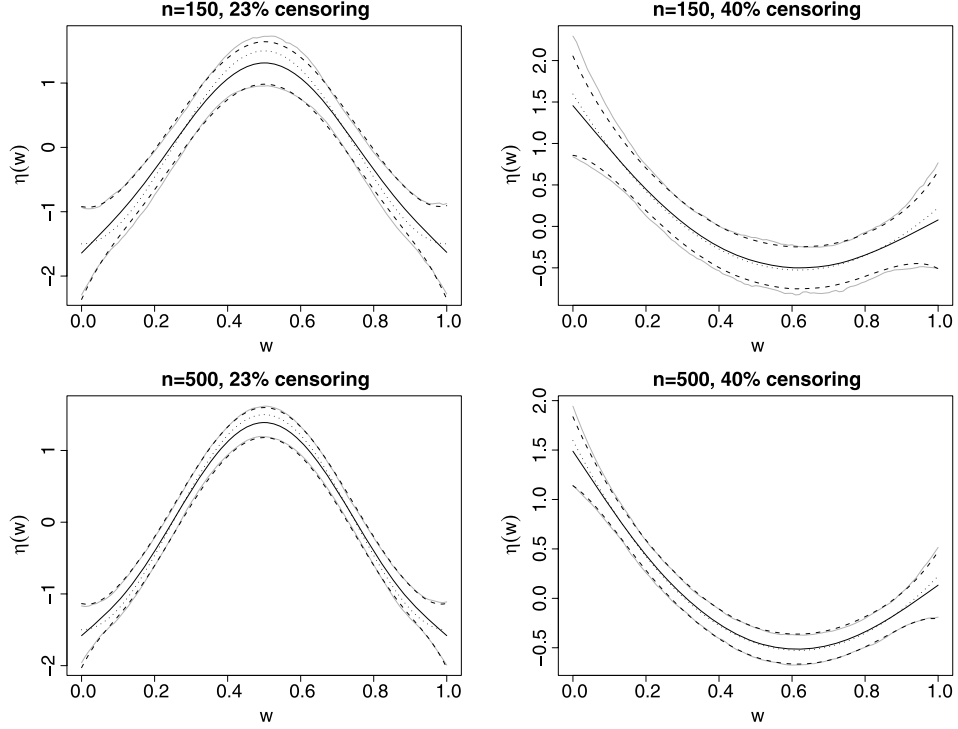 n=150, 23% censoring
η(w)
1
0
−1
−2
0.0 0.2 0.4 0.6 0.8 1.0
w
n=150, 40% censoring
η(w)
2.0
1.5
1.0
0.5
0.0
−0.5
0.0 0.2 0.4 0.6 0.8 1.0
w
n=500, 23% censoring
η(w)
1
0
−1
−2
0.0 0.2 0.4 0.6 0.8 1.0
w
n=500, 40% censoring
η(w)
2.0
1.5
1.0
0.5
0.0
−0.5
0.0 0.2 0.4 0.6 0.8 1.0
w